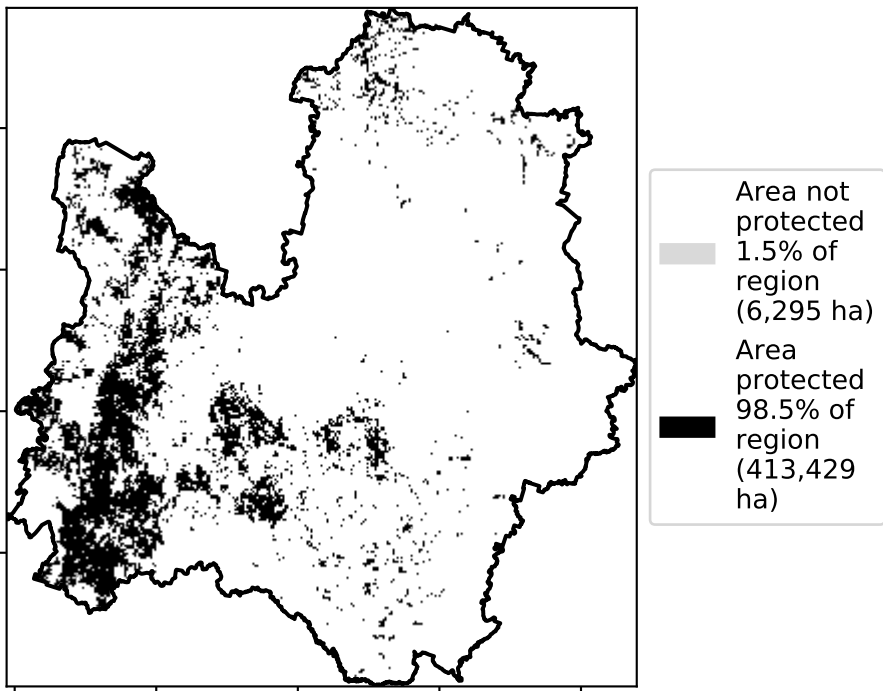 Area not
protected
1.5% of
region
(6,295 ha)
Area
protected
98.5% of
region
(413,429
ha)